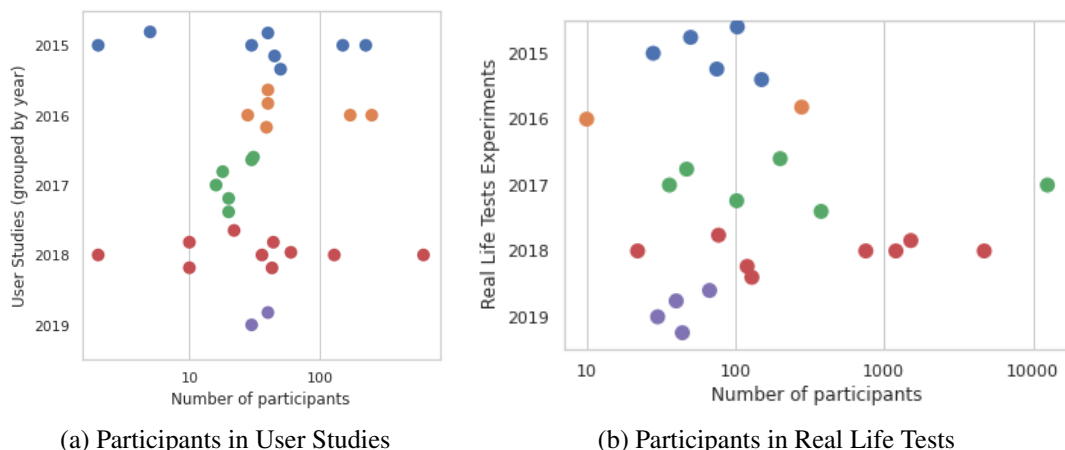 User Studies (grouped by year)
2015
2016
2017
2018
2019
10
100
Number of participants
(a) Participants in User Studies
Real Life Tests Experiments
2015
2016
2017
2018
2019
10
100
1000
10000
Number of participants
(b) Participants in Real Life Tests